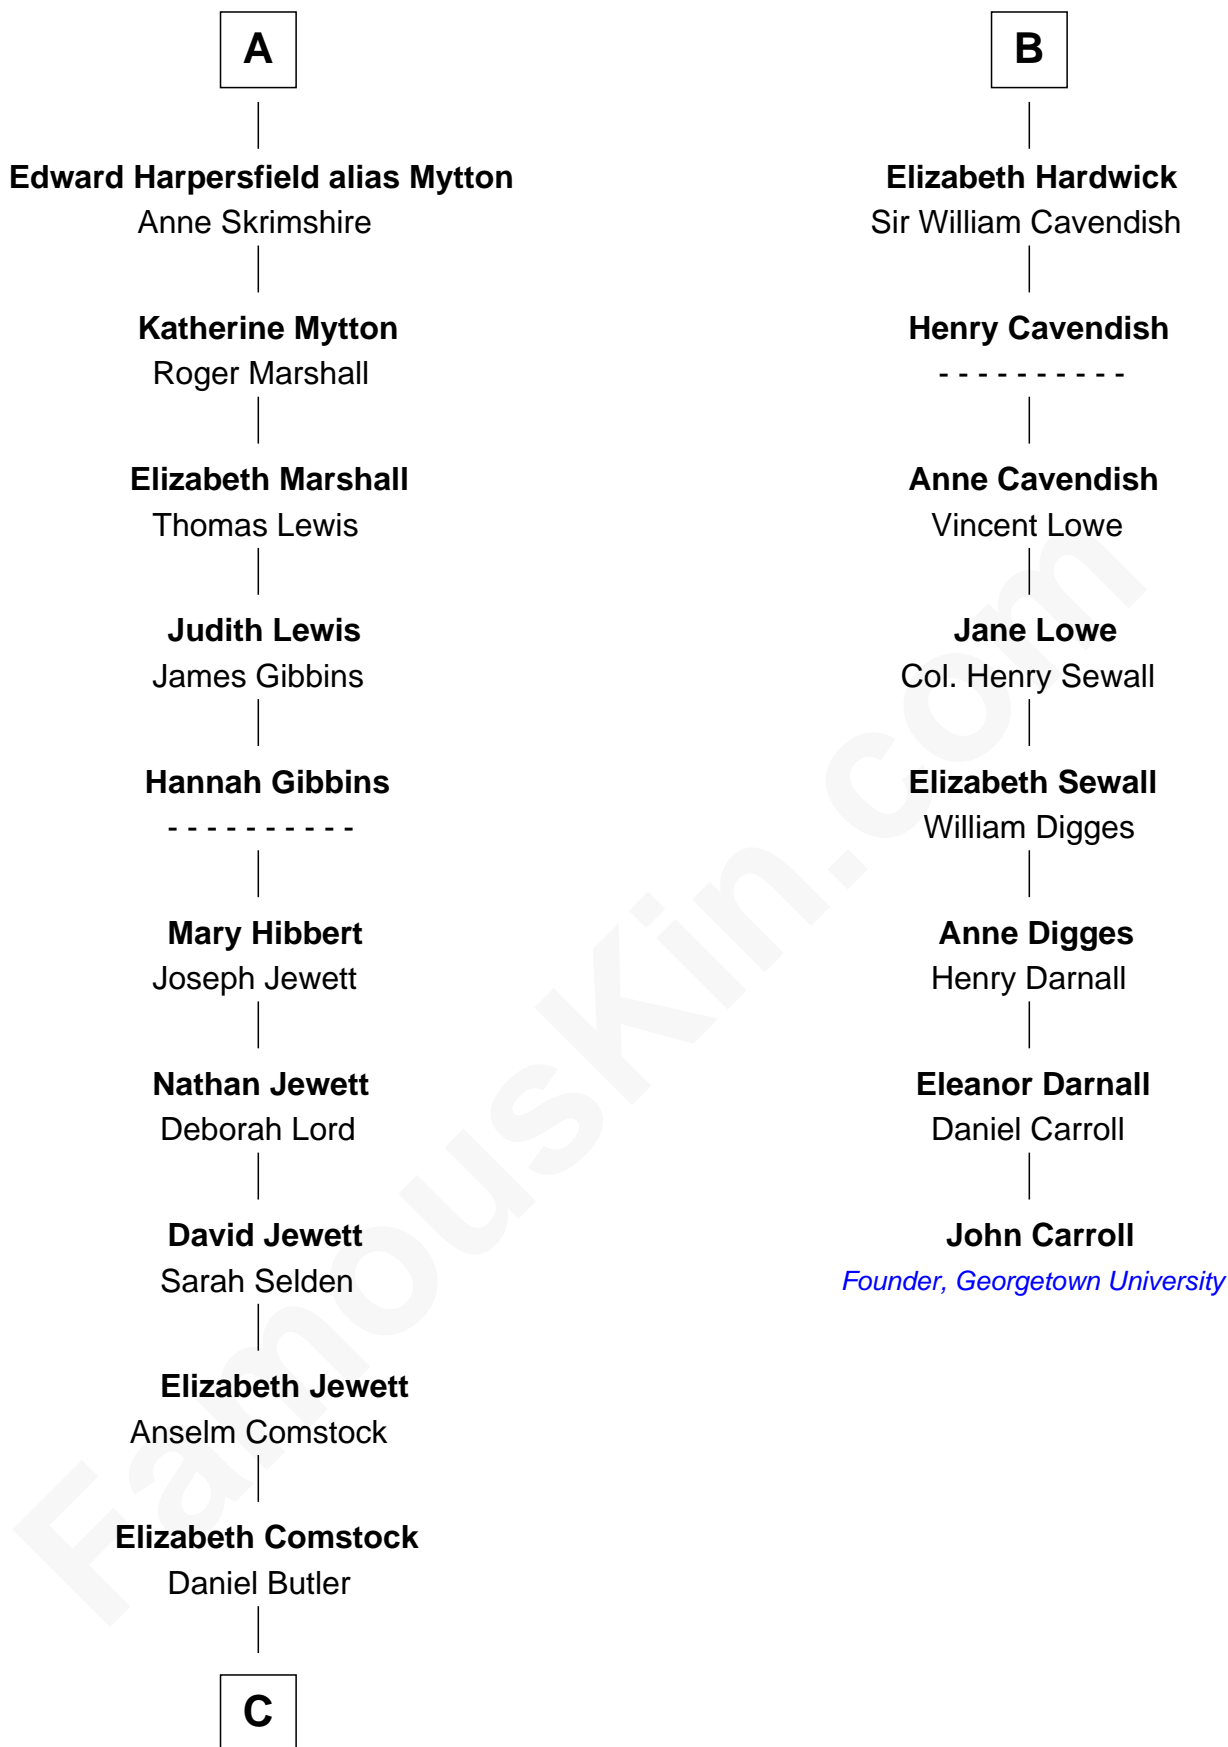 A
Edward Harpersfield alias Mytton
Anne Skrimshire
Katherine Mytton
Roger Marshall
Elizabeth Marshall
Thomas Lewis
Judith Lewis
James Gibbins
Hannah Gibbins
- - - - - - - - - -
Mary Hibbert
Joseph Jewett
Nathan Jewett
Deborah Lord
David Jewett
Sarah Selden
Elizabeth Jewett
Anselm Comstock
Elizabeth Comstock
Daniel Butler
C
B
Elizabeth Hardwick
Sir William Cavendish
Henry Cavendish
- - - - - - - - - -
Anne Cavendish
Vincent Lowe
Jane Lowe
Col. Henry Sewall
Elizabeth Sewall
William Digges
Anne Digges
Henry Darnall
Eleanor Darnall
Daniel Carroll
John Carroll
Founder, Georgetown University
FamousKin.com